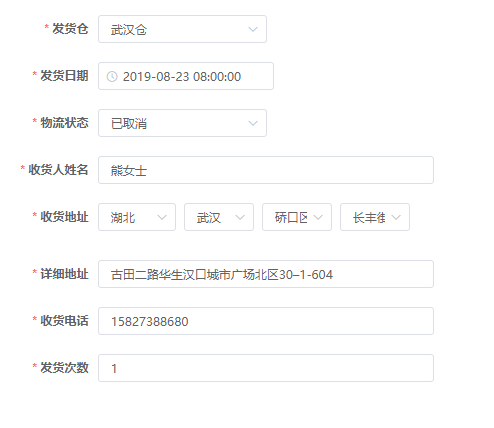 * 发货仓 武汉仓
* 发货日期 2019-08-23 08:00:00
* 物流状态 已取消
* 收货人姓名 熊女士
* 收货地址 湖北 武汉 硚口区 长丰街
* 详细地址 古田二路华生汉口城市广场北区30–1-604
* 收货电话 15827388680
* 发货次数 1